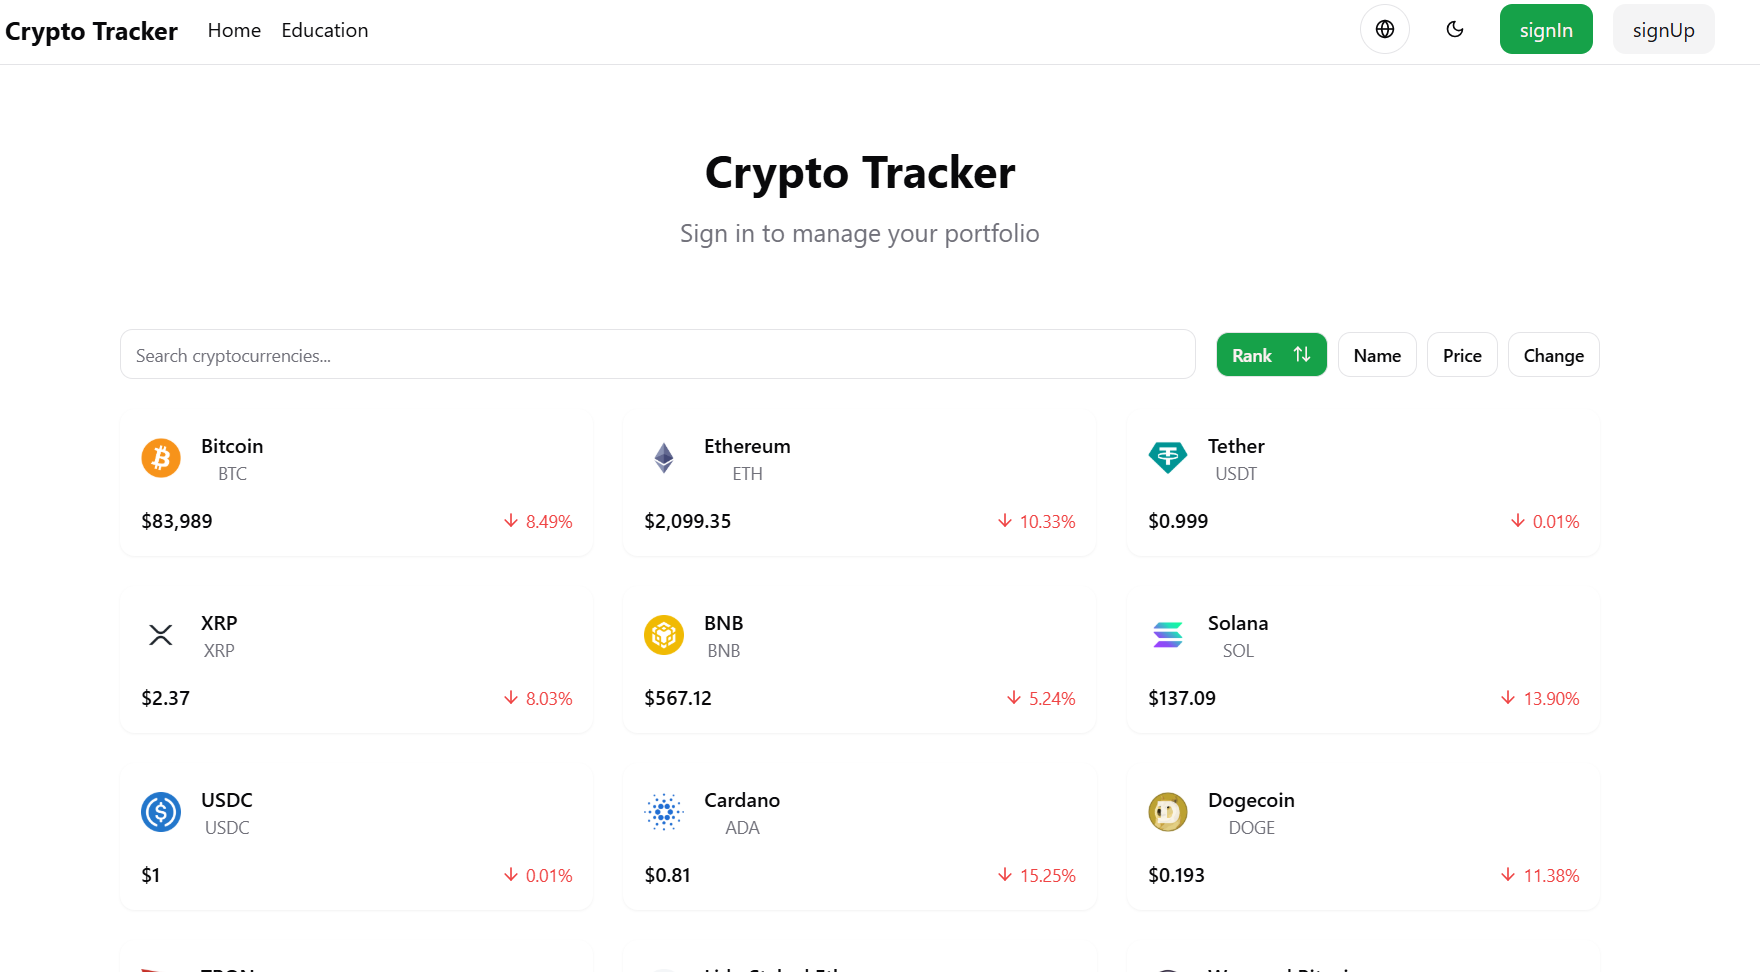 Crypto Tracker Home Education signIn signUp
Crypto Tracker
Sign in to manage your portfolio
Search cryptocurrencies... Rank Name Price Change
Bitcoin
BTC
$83,989 8.49%
Ethereum
ETH
$2,099.35 10.33%
Tether
USDT
$0.999 0.01%
XRP
XRP
$2.37 8.03%
BNB
BNB
$567.12 5.24%
Solana
SOL
$137.09 13.90%
USDC
USDC
$1 0.01%
Cardano
ADA
$0.81 15.25%
Dogecoin
DOGE
$0.193 11.38%
TRON